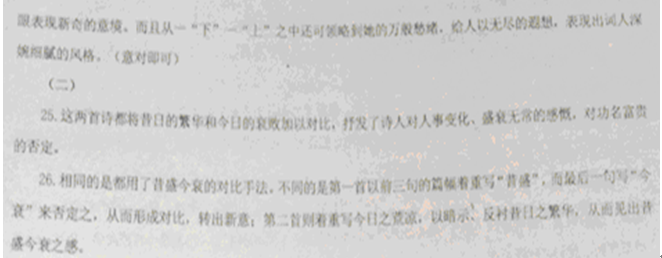 眼表现新奇的意境。而且从一“下”一“上”之中还可领略到她的万般愁绪。给人以无尽的遐想，表现出词人深
婉细腻的风格。（意对即可）
（二）
25.这两首诗都将昔日的繁华和今日的衰败加以对比，抒发了诗人对人事变化、盛衰无常的感慨，对功名富贵
的否定。
26.相同的是都用了昔盛今衰的对比手法。不同的是第一首以前三句的篇幅着重写“昔盛”，而最后一句写“今
衰”来否定之，从而形成对比，转出新意；第二首则着重写今日之荒凉，以暗示、反衬昔日之繁华，从而见出昔
盛今衰之感。